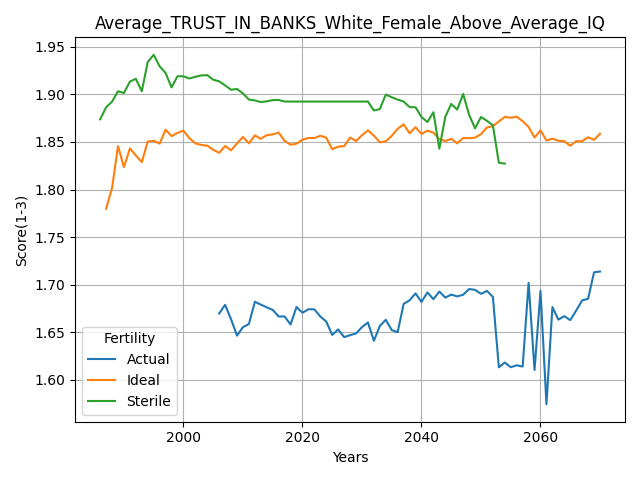 Average_TRUST_IN_BANKS_White_Female_Above_Average_IQ
1.95
1.90
1.85
1.80
1.75
1.70
1.65
1.60
Score(1-3)
Fertility
Actual
Ideal
Sterile
2000
2020
2040
2060
Years